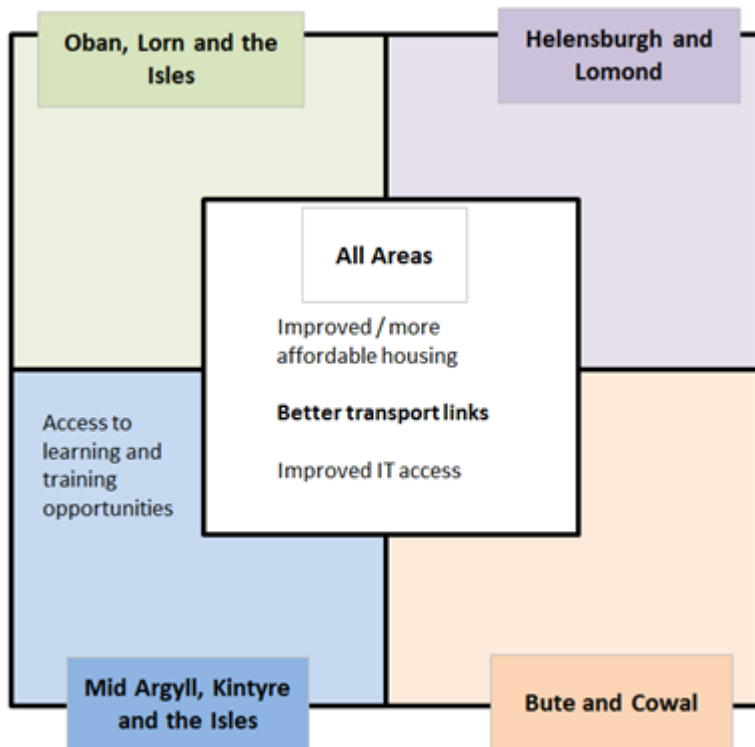 Oban, Lorn and the
Isles
Helensburgh and
Lomond
All Areas
Improved / more
affordable housing
Better transport links
Improved IT access
Access to
learning and
training
opportunities
Mid Argyll, Kintyre
and the Isles
Bute and Cowal